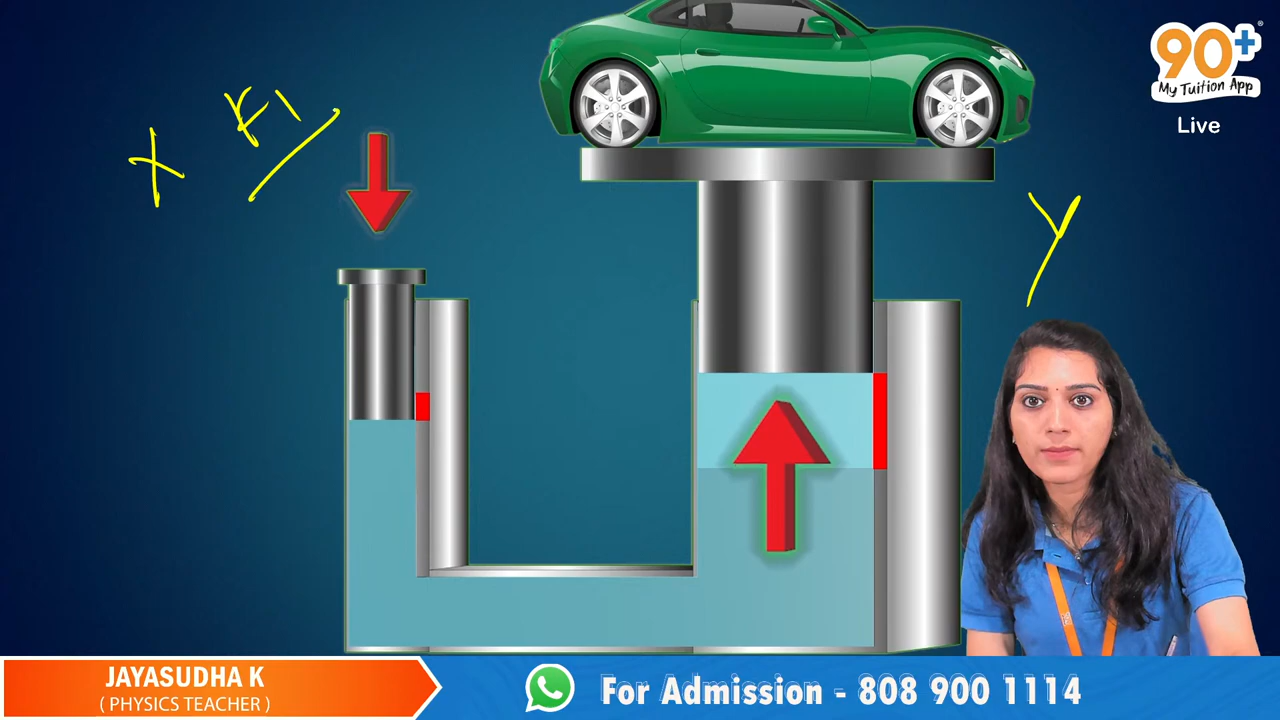 X
F1
y
90+
My Tuition App
Live
JAYASUDHA K
( PHYSICS TEACHER )
For Admission - 808 900 1114